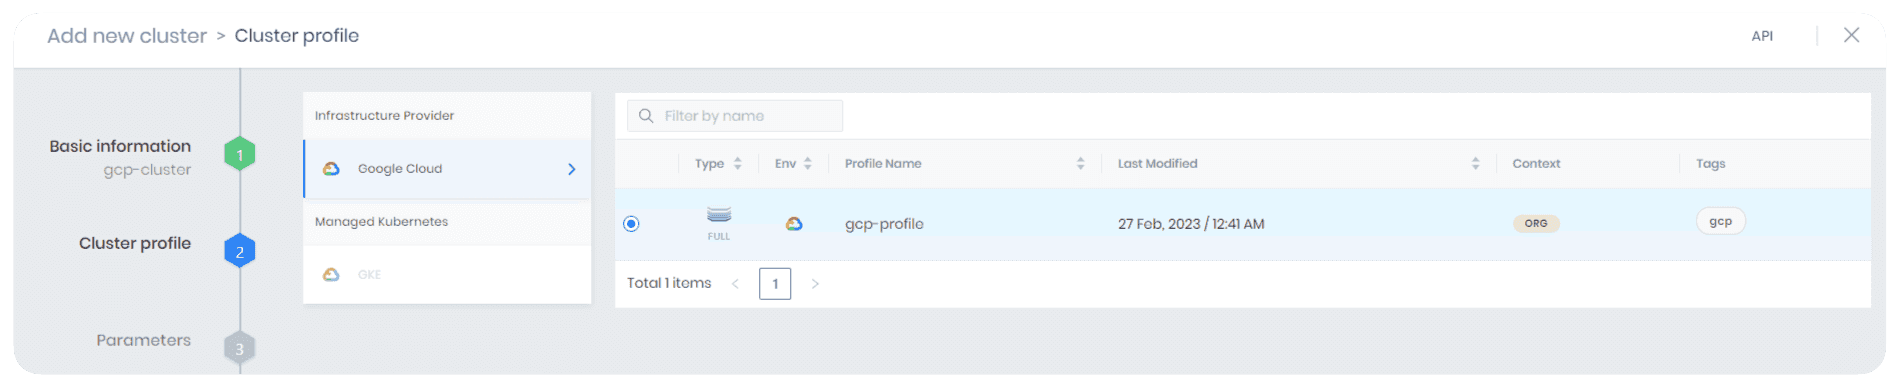 Add new cluster > Cluster profile
API
Basic information
gcp-cluster
1
Cluster profile
2
Parameters
3
Infrastructure Provider
Google Cloud
Managed Kubernetes
GKE
Filter by name
Type Env Profile Name Last Modified Context Tags
FULL gcp-profile 27 Feb, 2023 / 12:41 AM ORG gcp
Total 1 items < 1 >